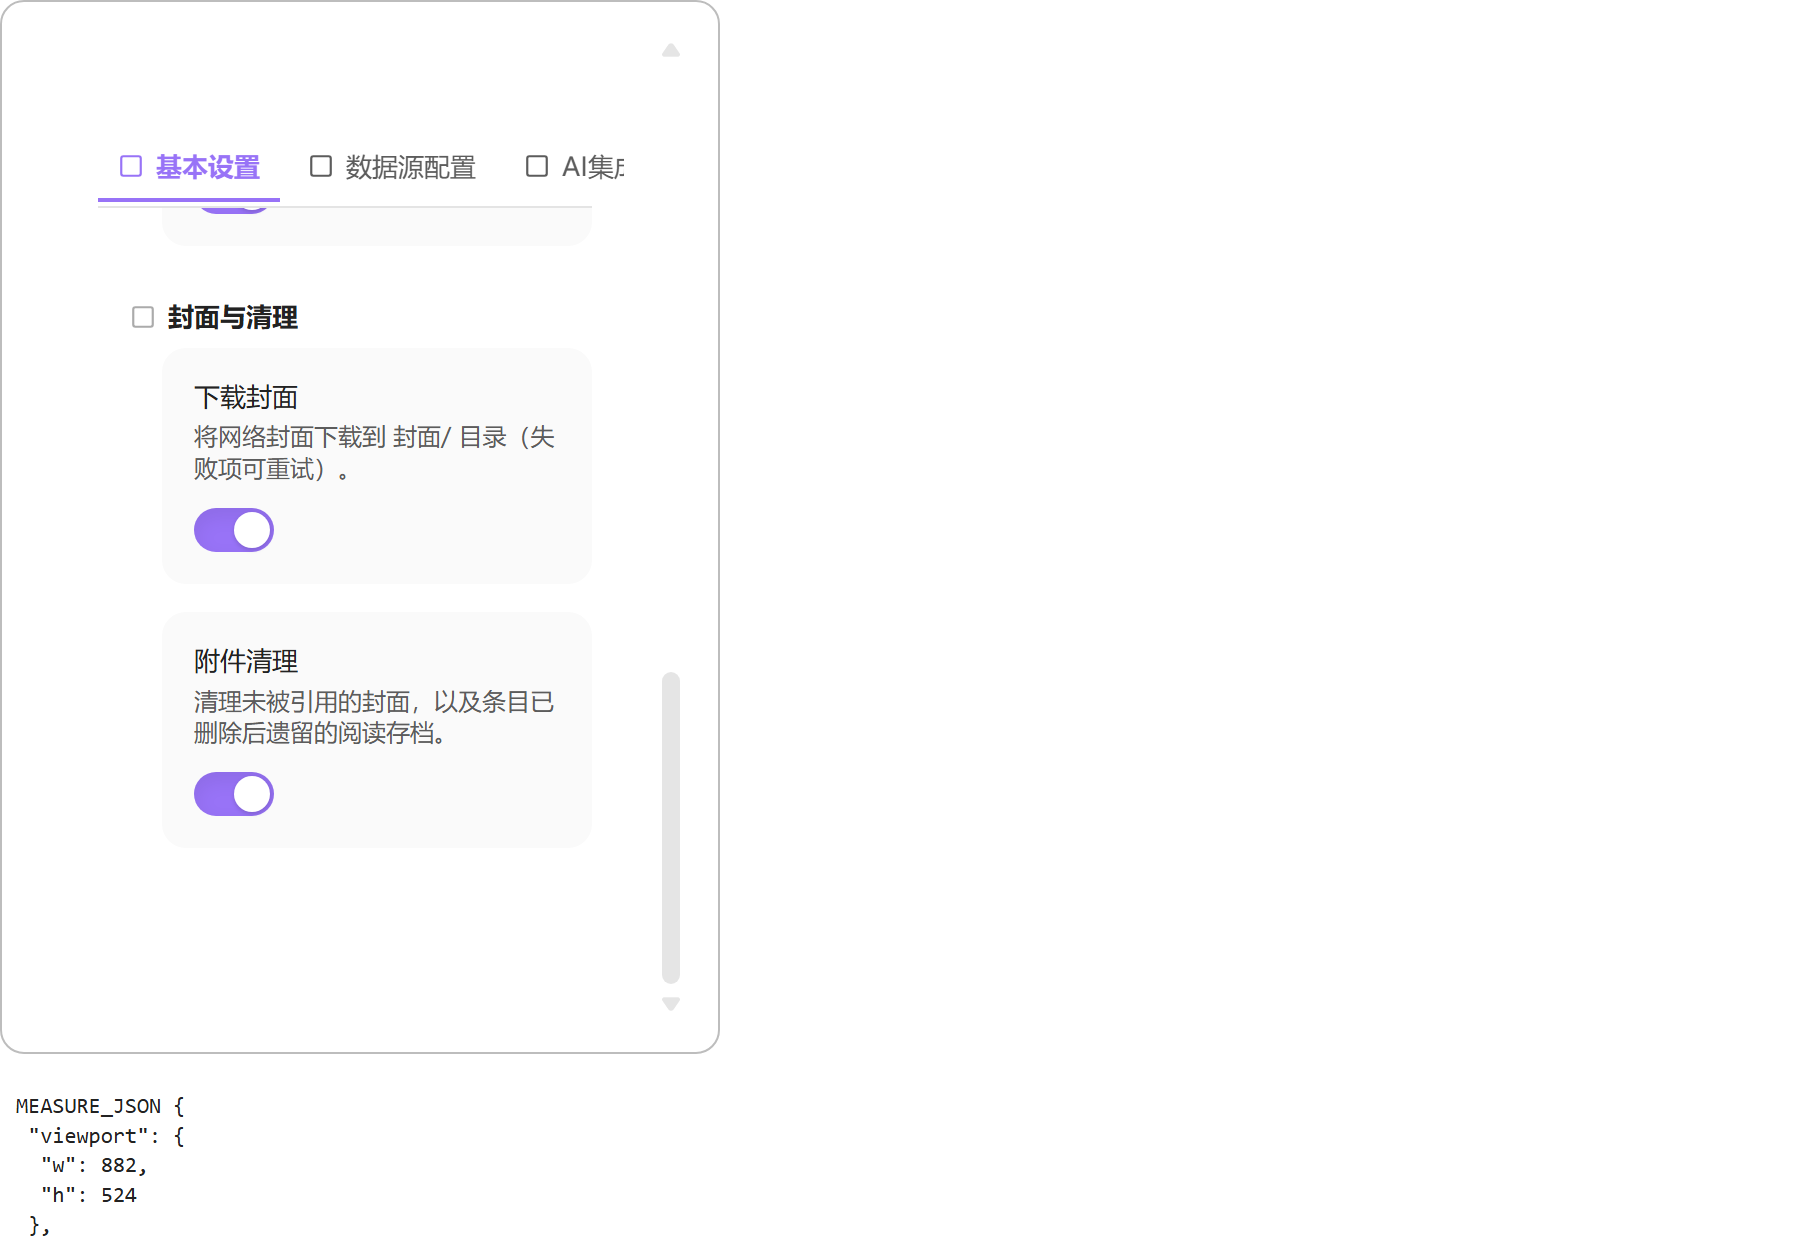 基本设置 数据源配置 AI集
封面与清理
下载封面
将网络封面下载到 封面/ 目录（失
败项可重试）。
附件清理
清理未被引用的封面，以及条目已
删除后遗留的阅读存档。
MEASURE_JSON {
"viewport": {
"w": 882,
"h": 524
},